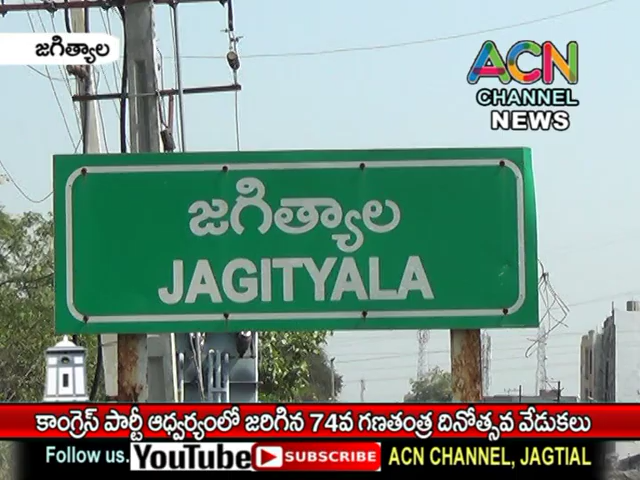 జగిత్యాల
ACN
CHANNEL
NEWS
జగిత్యాల
JAGITYALA
కాంగ్రెస్ పార్టీ ఆధ్వర్యంలో జరిగిన 74వ గణతంత్ర దినోత్సవ వేడుకలు
Follow us. YouTube SUBSCRIBE ACN CHANNEL, JAGTIAL